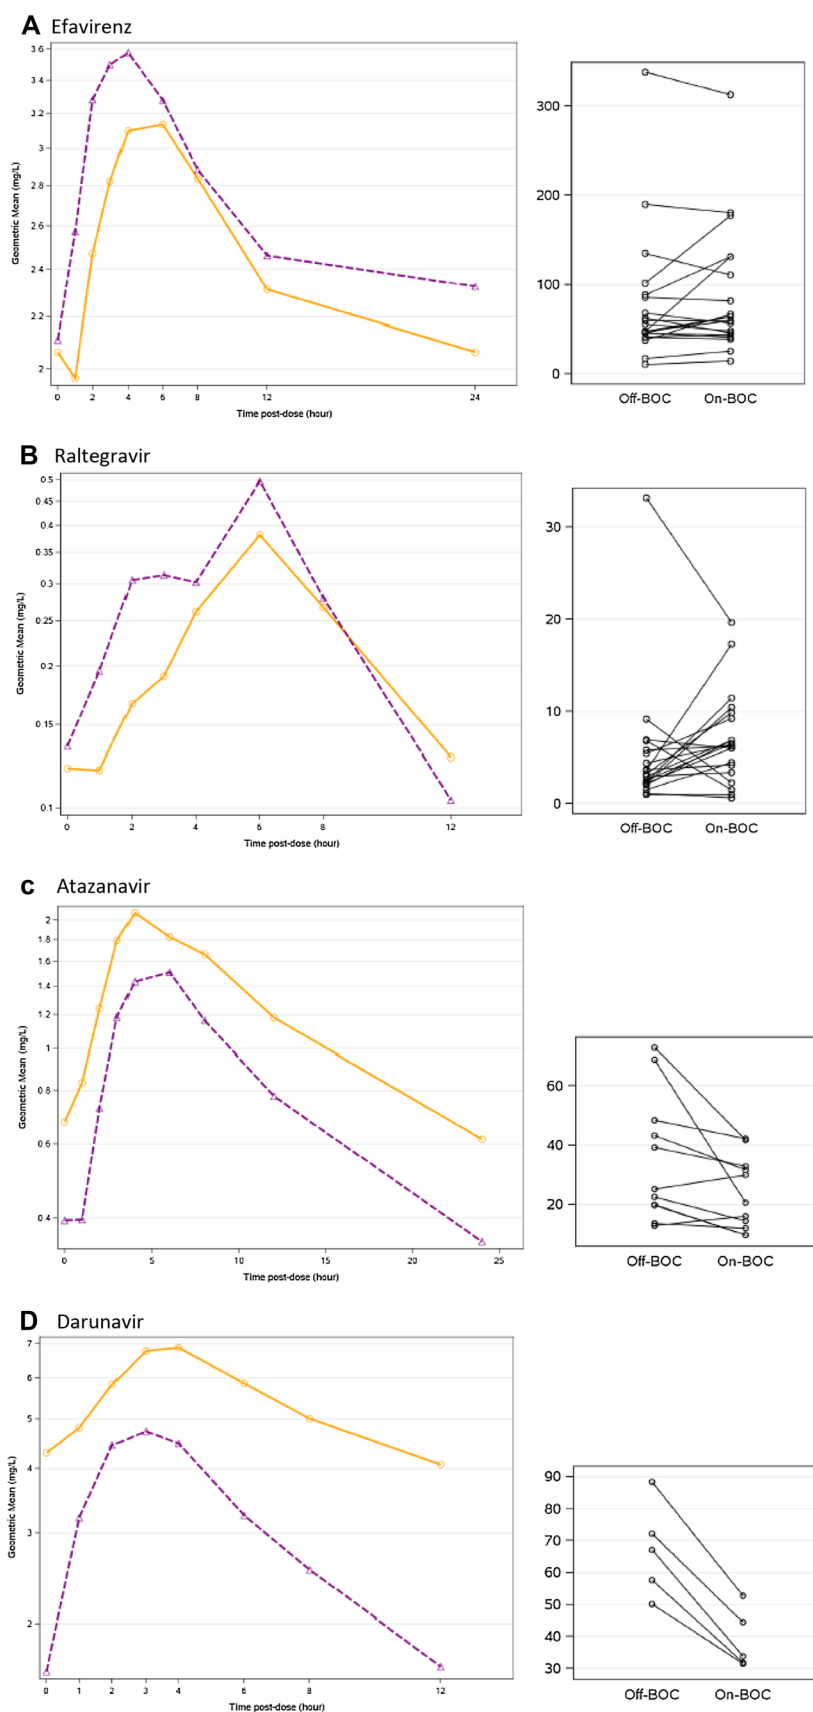 A Efavirenz
3.6
3.4
3.2
3
2.8
2.6
2.4
2.2
2
Geometric Mean (mg/L)
0 2 4 6 8 12 24
Time post-dose (hour)
300
200
100
0
Off-BOC On-BOC
B Raltegravir
0.5
0.45
0.4
0.35
0.3
0.25
0.2
0.15
0.1
Geometric Mean (mg/L)
0 2 4 6 8 12
Time post-dose (hour)
30
20
10
0
Off-BOC On-BOC
c Atazanavir
2
1.8
1.6
1.4
1.2
1
0.8
0.6
0.4
Geometric Mean (mg/L)
0 5 10 15 20 25
Time post-dose (hour)
60
40
20
Off-BOC On-BOC
D Darunavir
7
6
5
4
3
2
Geometric Mean (mg/L)
0 1 2 3 4 6 8 12
Time post-dose (hour)
90
80
70
60
50
40
30
Off-BOC On-BOC